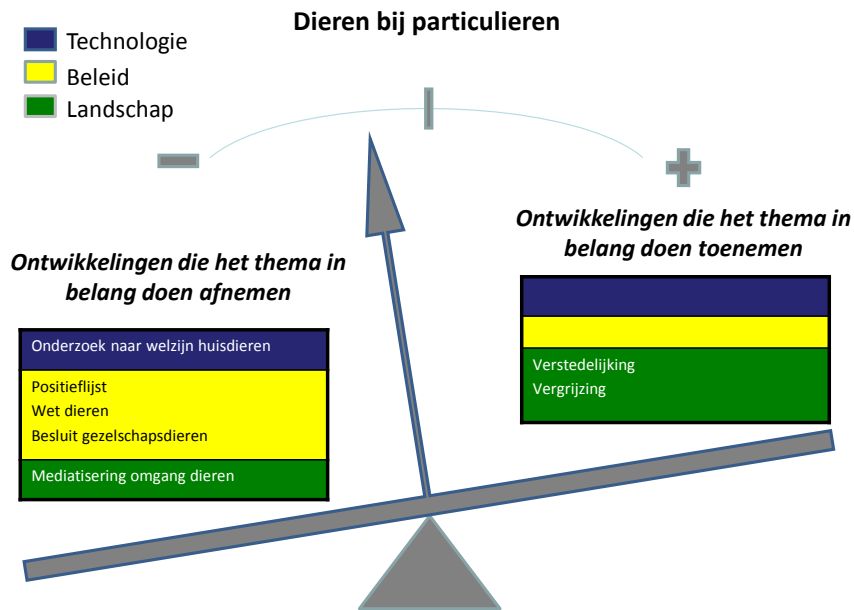 Dieren bij particulieren
Technologie
Beleid
Landschap
Ontwikkelingen die het thema in
belang doen afnemen
Onderzoek naar welzijn huisdieren
Positieflijst
Wet dieren
Besluit gezelschapsdieren
Mediatisering omgang dieren
Ontwikkelingen die het thema in
belang doen toenemen
Verstedelijking
Vergrijzing